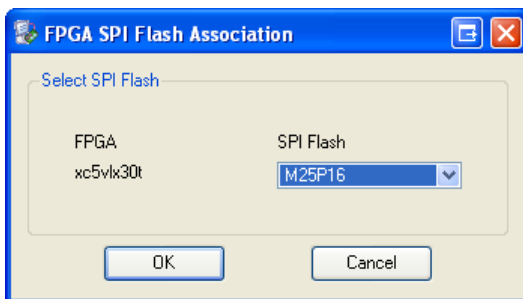 FPGA SPI Flash Association
Select SPI Flash
FPGA SPI Flash
xc5vlx30t M25P16
OK Cancel